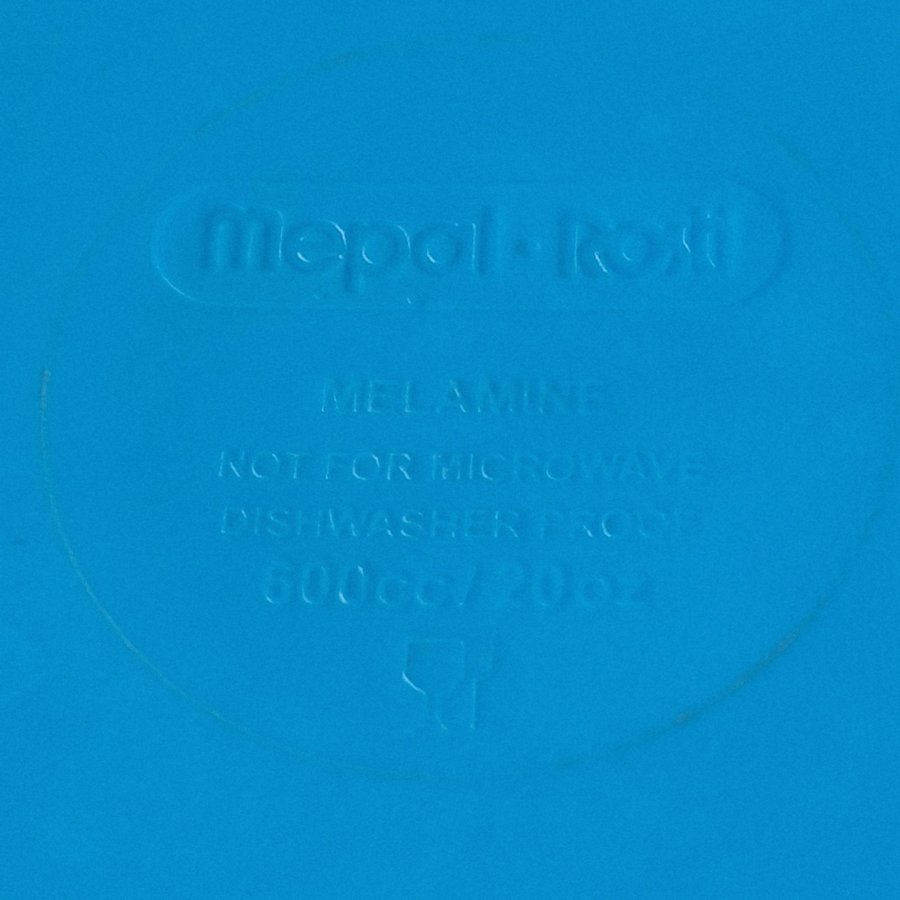 mepal · rosti
MELAMINE
NOT FOR MICROWAVE
DISHWASHER PROOF
600cc/20oz